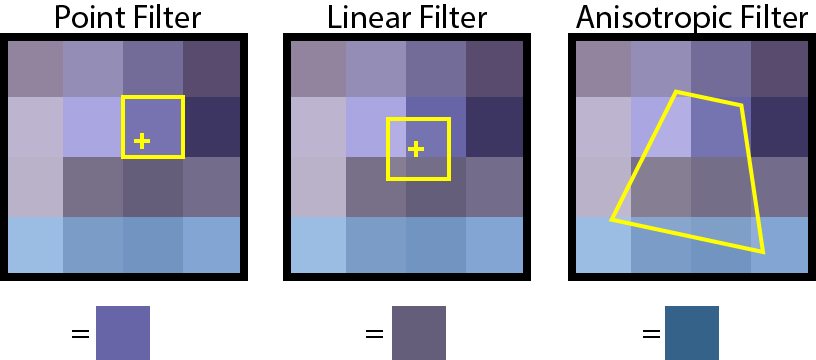 Point Filter
Linear Filter
Anisotropic Filter
=
=
=